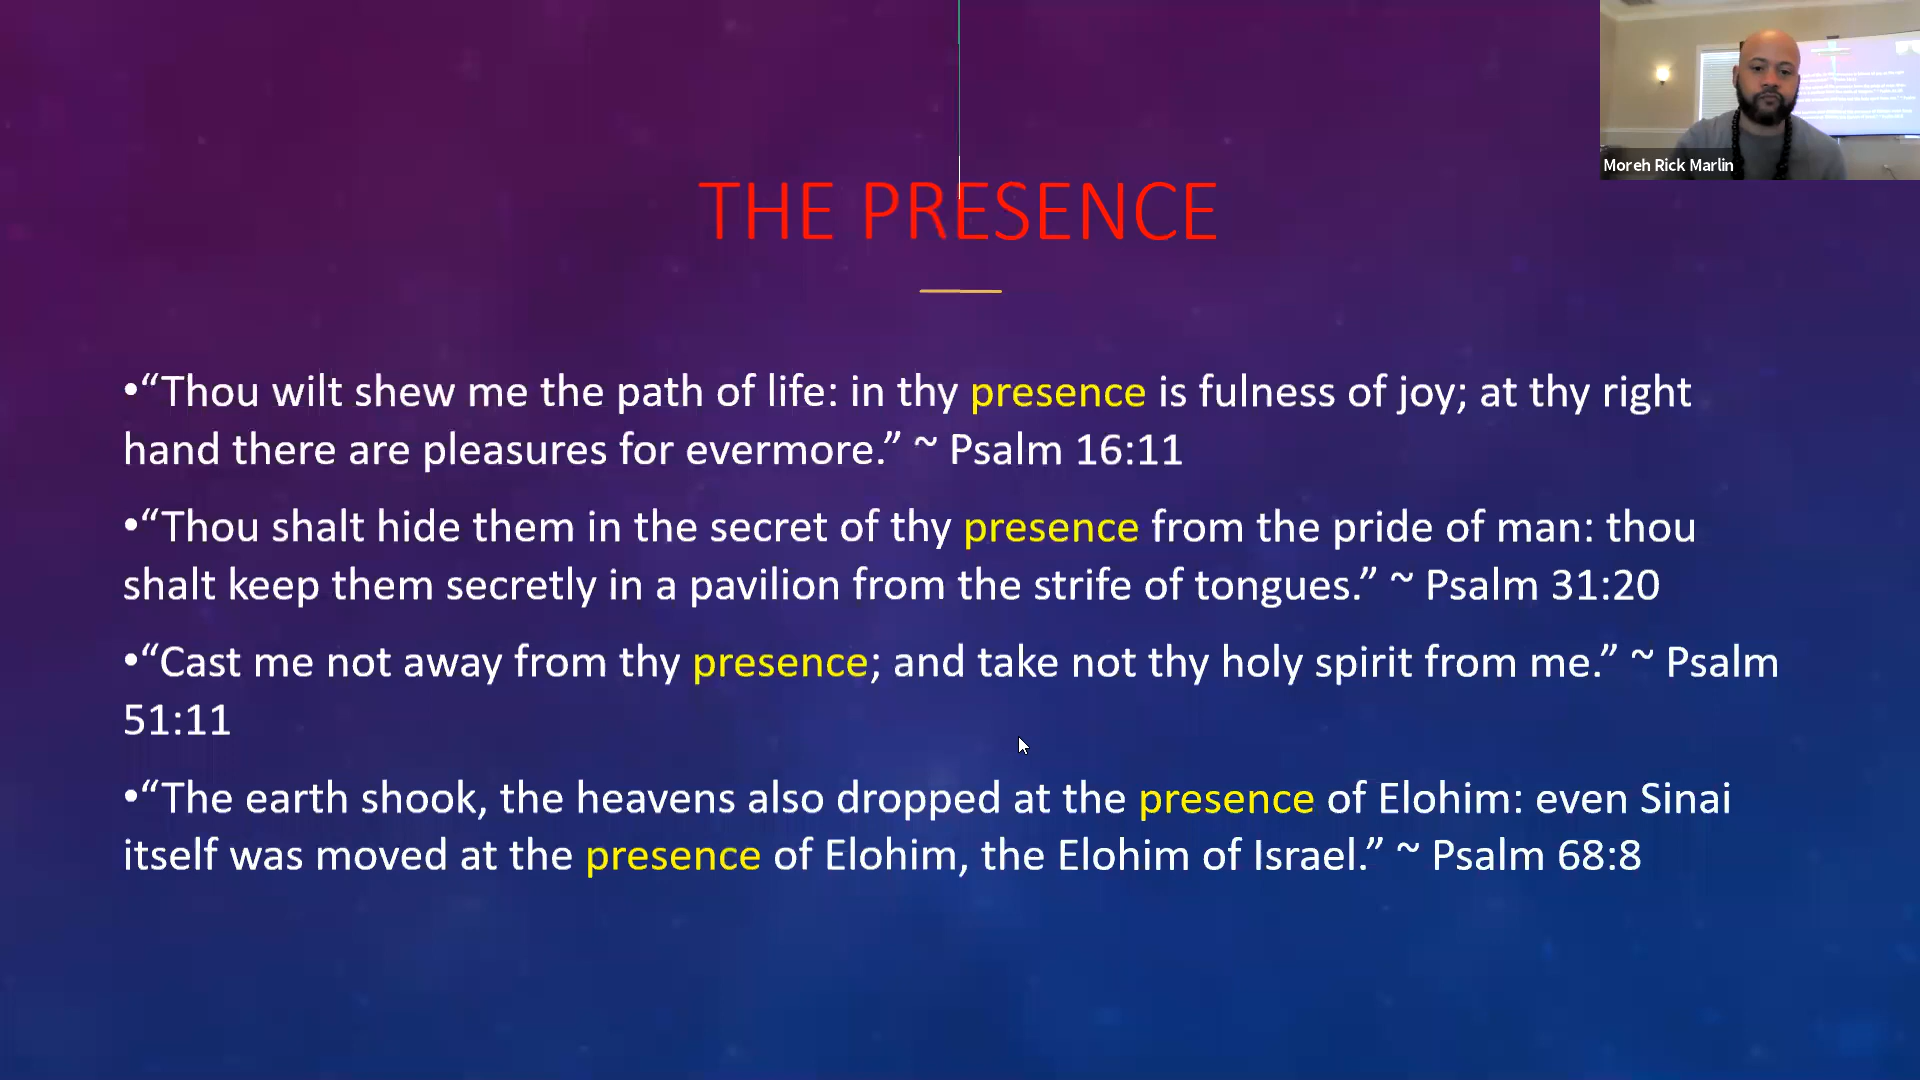 Moreh Rick Marlin
THE PRESENCE
•“Thou wilt shew me the path of life: in thy presence is fulness of joy; at thy right
hand there are pleasures for evermore.” ~ Psalm 16:11
•“Thou shalt hide them in the secret of thy presence from the pride of man: thou
shalt keep them secretly in a pavilion from the strife of tongues.” ~ Psalm 31:20
•“Cast me not away from thy presence; and take not thy holy spirit from me.” ~ Psalm
51:11
•“The earth shook, the heavens also dropped at the presence of Elohim: even Sinai
itself was moved at the presence of Elohim, the Elohim of Israel.” ~ Psalm 68:8